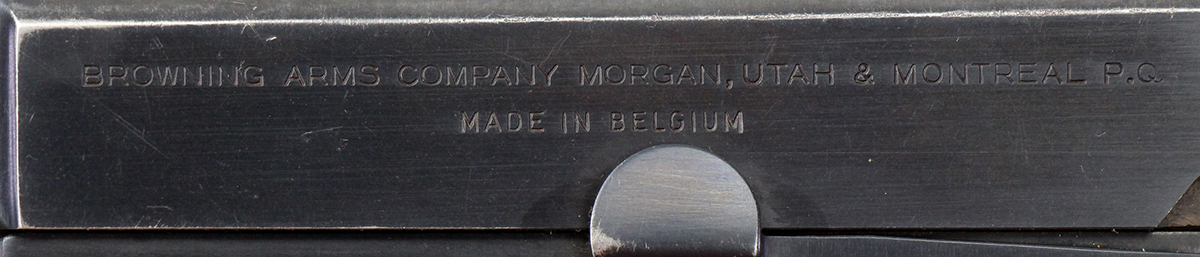 BROWNING ARMS COMPANY MORGAN, UTAH & MONTREAL P.Q.
MADE IN BELGIUM